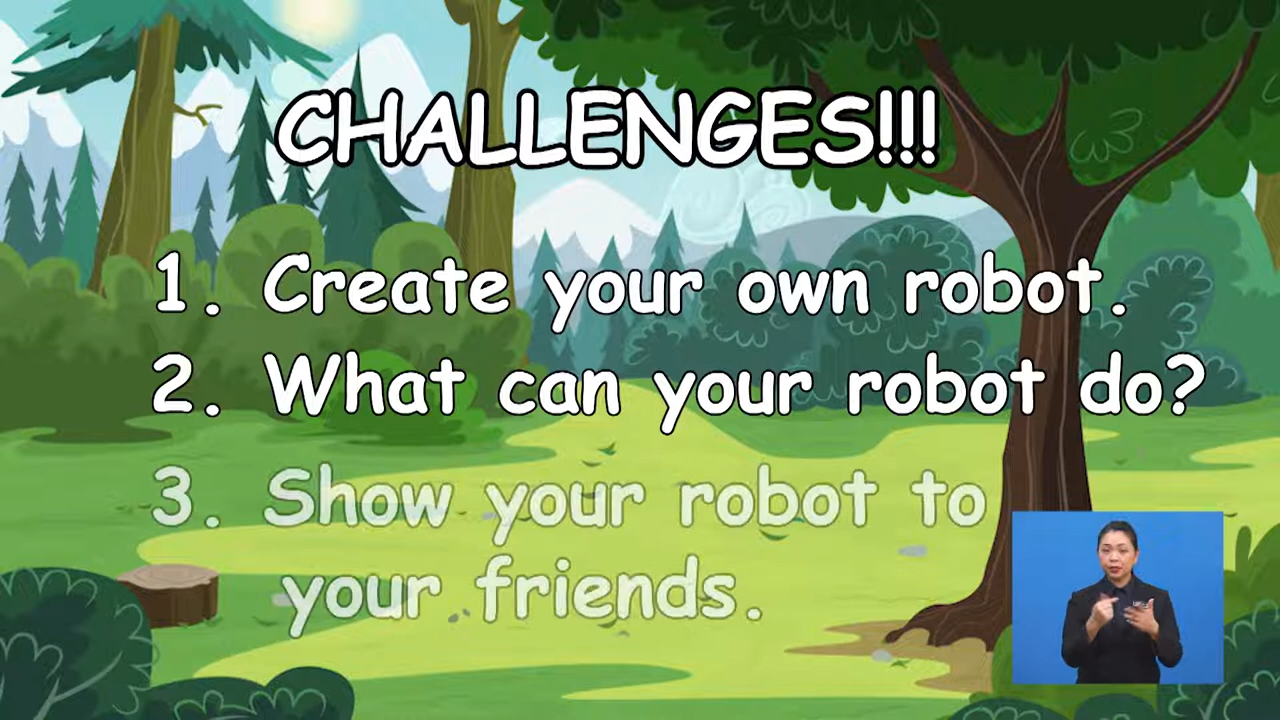 CHALLENGES!!!
1. Create your own robot.
2. What can your robot do?
3. Show your robot to
your friends.